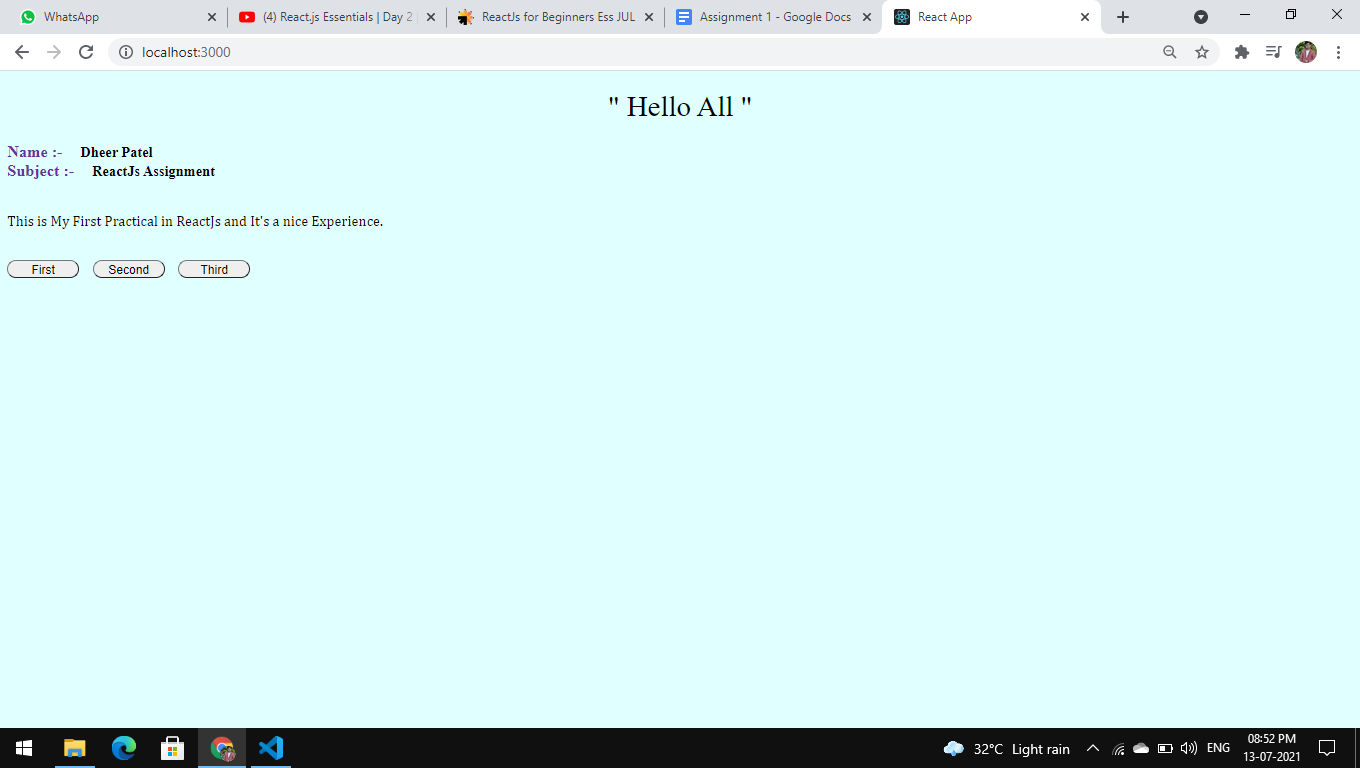 WhatsApp
(4) React.js Essentials | Day 2
ReactJs for Beginners Ess JUL
Assignment 1 - Google Docs
React App
localhost:3000
" Hello All "
Name :- Dheer Patel
Subject :- ReactJs Assignment
This is My First Practical in ReactJs and It's a nice Experience.
First Second Third
32°C Light rain
ENG
08:52 PM
13-07-2021